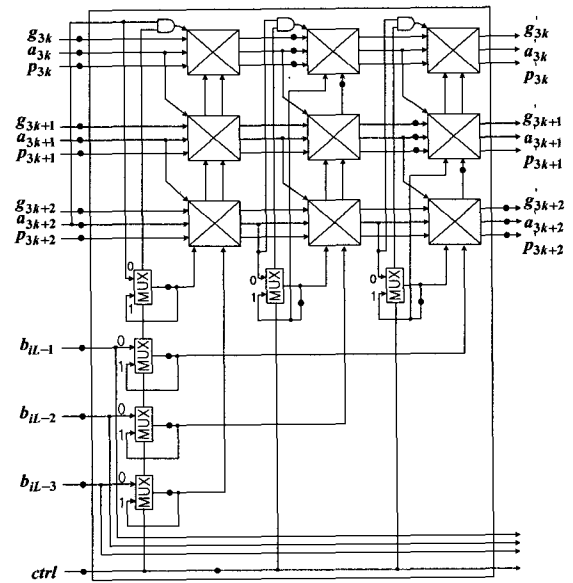 g3k
a3k
p3k
g3k+1
a3k+1
p3k+1
g3k+2
a3k+2
p3k+2
g'3k
a'3k
p'3k
g'3k+1
a'3k+1
p'3k+1
g'3k+2
a'3k+2
p'3k+2
0
1
MUX
0
1
MUX
0
1
MUX
biL-1
0
1
MUX
biL-2
0
1
MUX
biL-3
0
1
MUX
ctrl